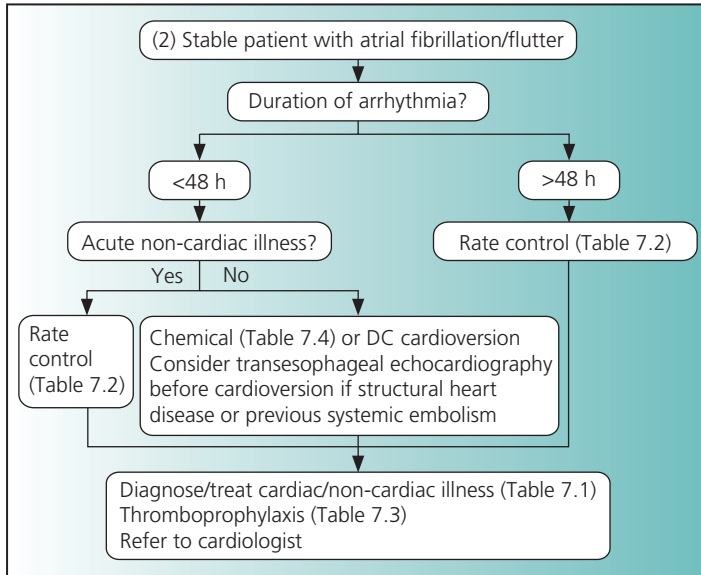 (2) Stable patient with atrial fibrillation/flutter
Duration of arrhythmia?
<48 h
>48 h
Acute non-cardiac illness?
Rate control (Table 7.2)
Yes
No
Rate
control
(Table 7.2)
Chemical (Table 7.4) or DC cardioversion
Consider transesophageal echocardiography
before cardioversion if structural heart
disease or previous systemic embolism
Diagnose/treat cardiac/non-cardiac illness (Table 7.1)
Thromboprophylaxis (Table 7.3)
Refer to cardiologist